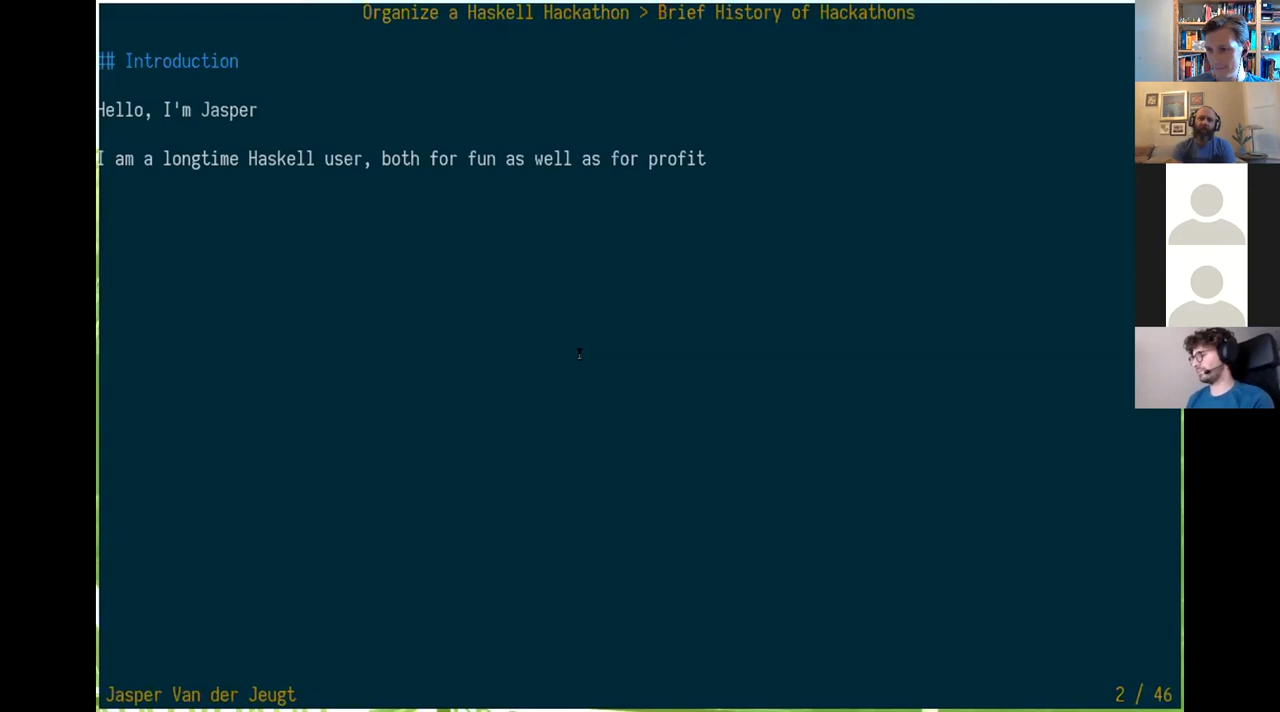 Organize a Haskell Hackathon > Brief History of Hackathons
## Introduction
Hello, I'm Jasper
I am a longtime Haskell user, both for fun as well as for profit
Jasper Van der Jeugt
2 / 46